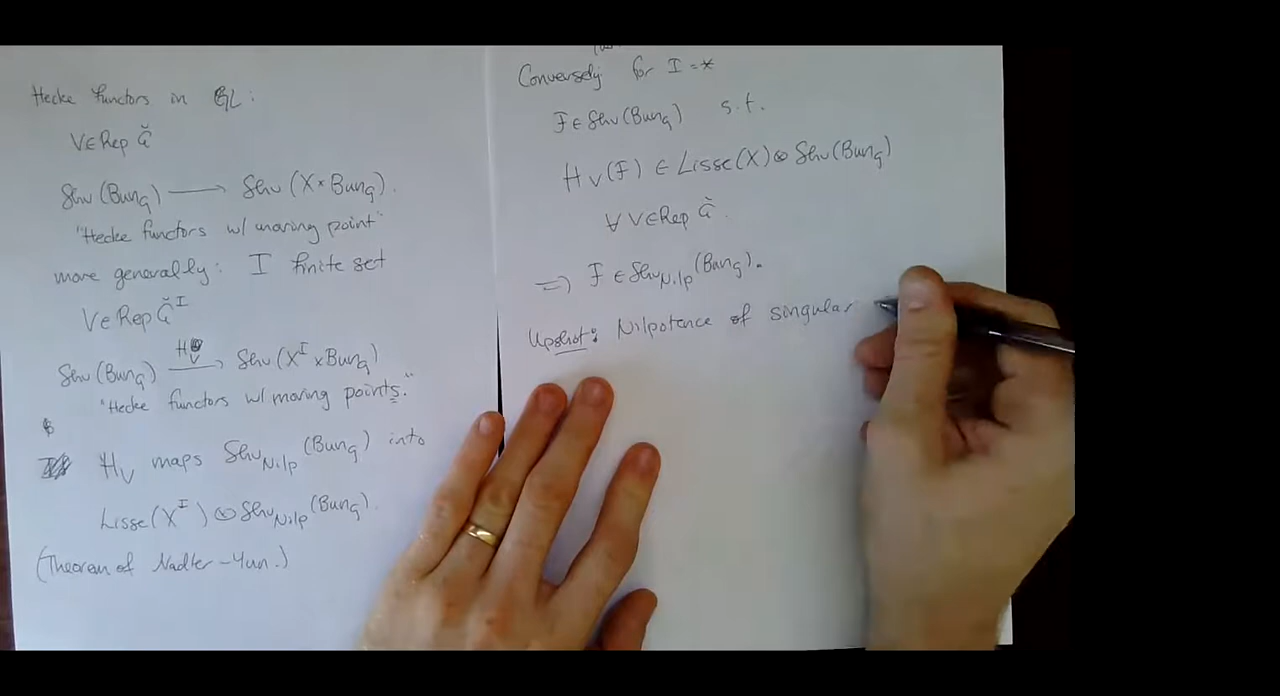 Hecke functors in GL:
V∈Rep Ǧ
Shv(Bun_G) ⟶ Shv(X×Bun_G).
"Hecke functors w/ moving point"
more generally: I finite set
V∈Rep Ǧ^I
Shv(Bun_G) ⟶ H_V Shv(X^I×Bun_G)
"Hecke functors w/ moving points."
H_V maps Shv_Nilp(Bun_G) into
Lisse(X^I)⊗Shv_Nilp(Bun_G).
(Theorem of Nadler-Yun.)
Conversely for I=*
F∈Shv(Bun_G) s.t.
H_V(F) ∈ Lisse(X)⊗Shv(Bun_G)
∀ V∈Rep Ǧ.
⇒ F∈Shv_Nilp(Bun_G).
Upshot: Nilpotence of singular